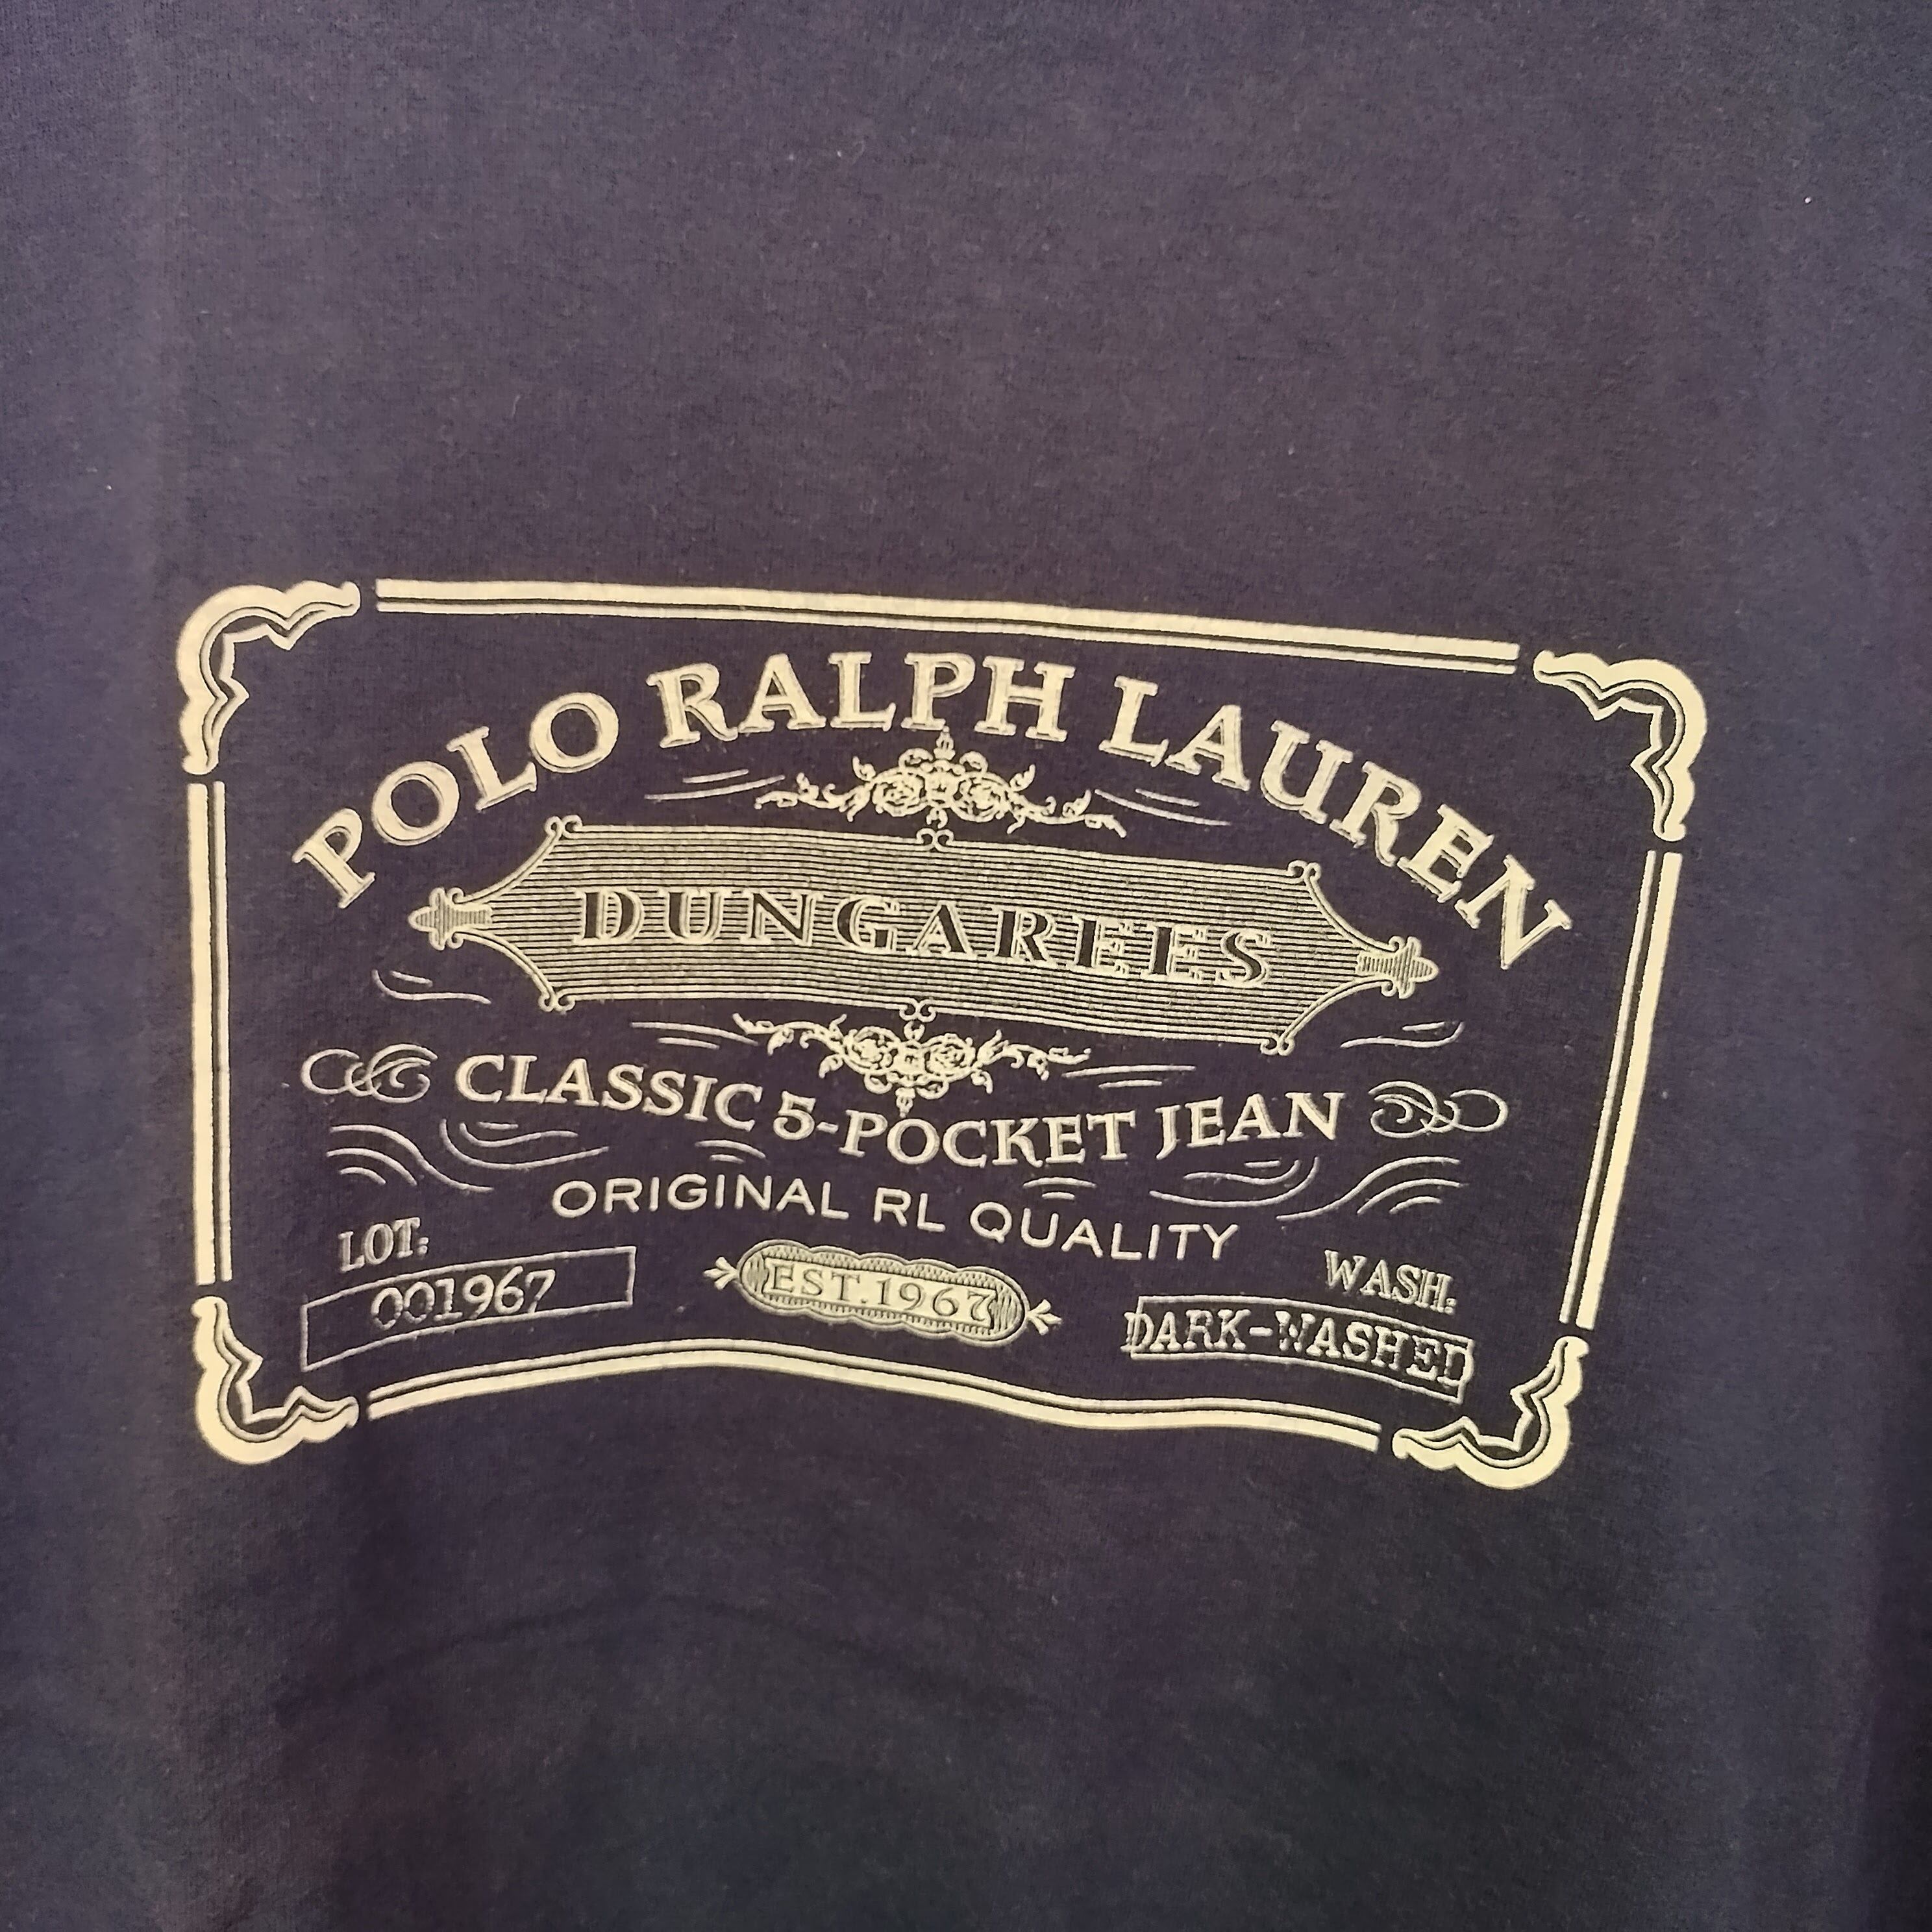 POLO RALPH LAUREN
DUNGAREES
CLASSIC 5-POCKET JEAN
ORIGINAL RL QUALITY
LOT:
001967
EST. 1967
WASH:
DARK-WASHED